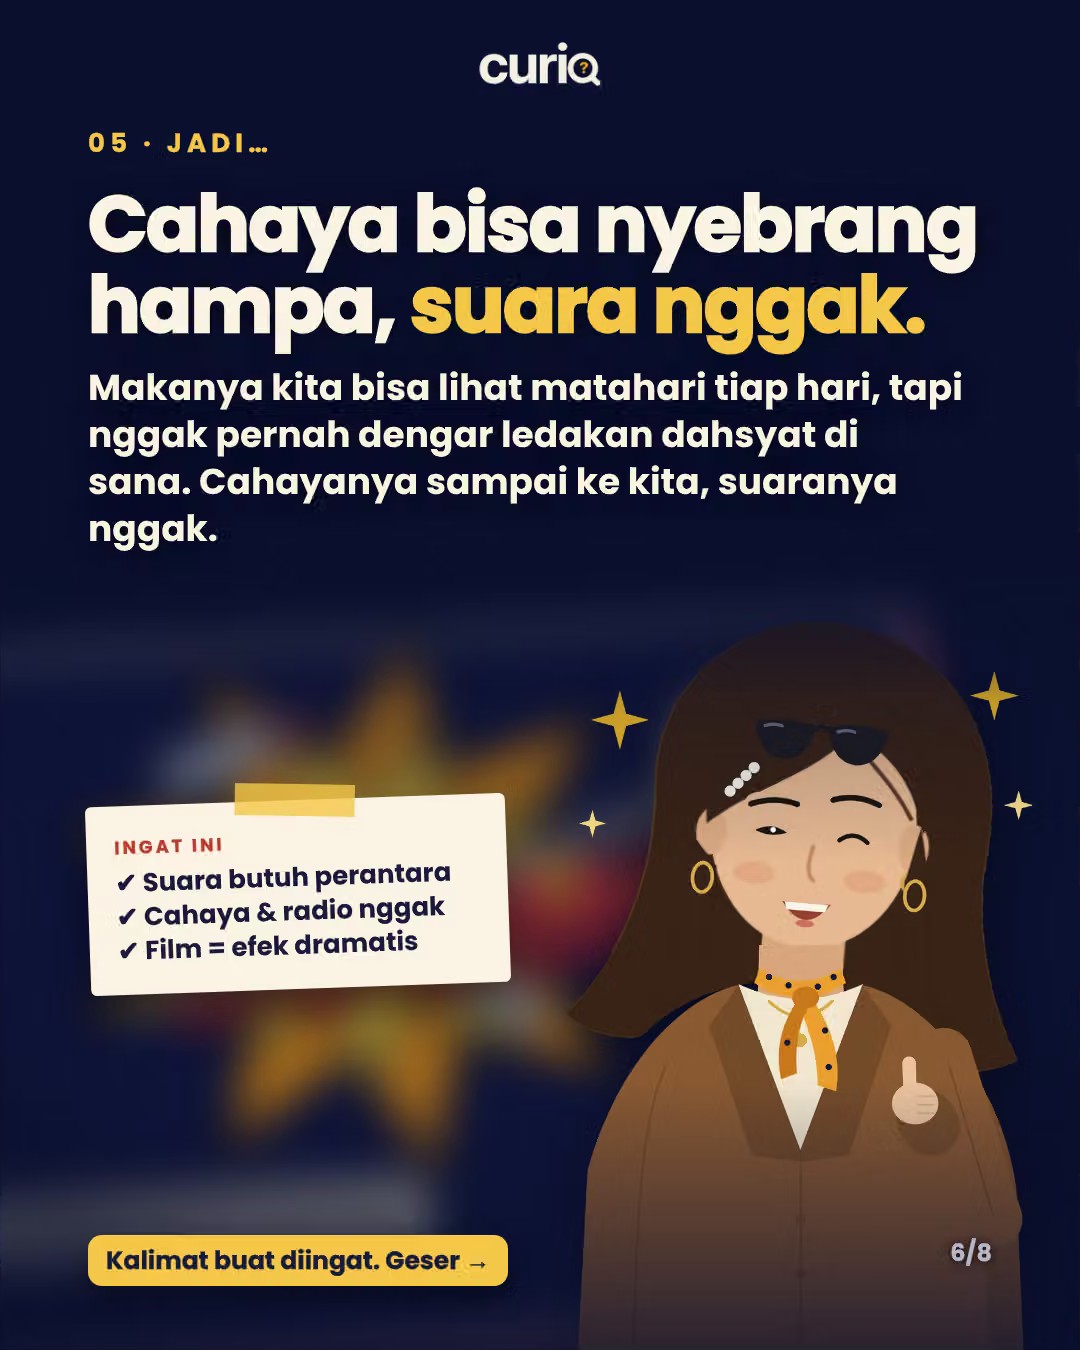 curiq
05 · JADI...
Cahaya bisa nyebrang
hampa, suara nggak.
Makanya kita bisa lihat matahari tiap hari, tapi
nggak pernah dengar ledakan dahsyat di
sana. Cahayanya sampai ke kita, suaranya
nggak.
INGAT INI
✔ Suara butuh perantara
✔ Cahaya & radio nggak
✔ Film = efek dramatis
Kalimat buat diingat. Geser →
6/8